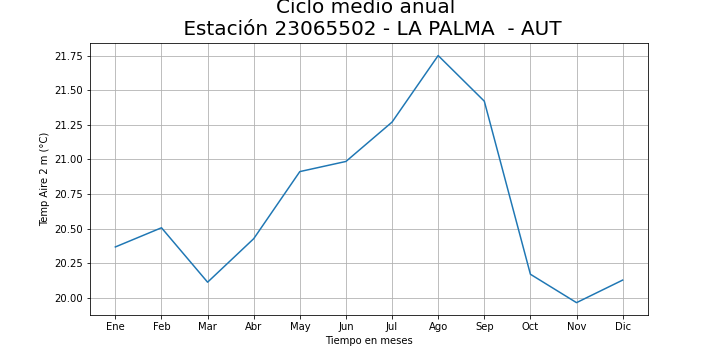 Ciclo medio anual
Estación 23065502 - LA PALMA - AUT
21.75
21.50
21.25
21.00
20.75
20.50
20.25
20.00
Temp Aire 2 m (°C)
Ene Feb Mar Abr May Jun Jul Ago Sep Oct Nov Dic
Tiempo en meses